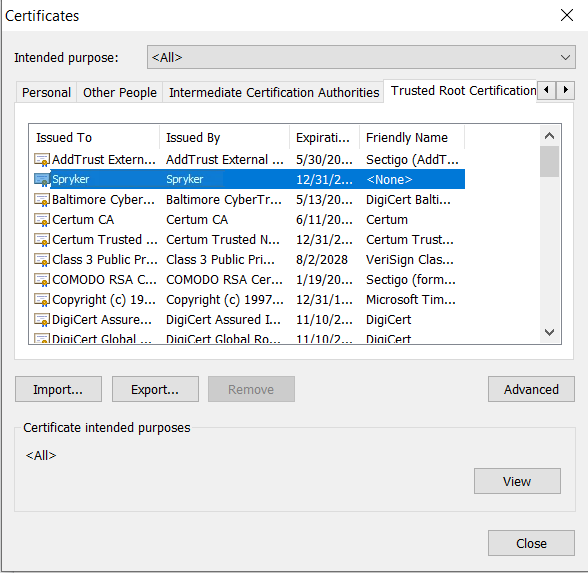 Certificates
Intended purpose: <All>
Personal Other People Intermediate Certification Authorities Trusted Root Certification
Issued To Issued By Expirati... Friendly Name
AddTrust Extern... AddTrust External ... 5/30/20... Sectigo (AddT...
Spryker Spryker 12/31/2... <None>
Baltimore Cyber... Baltimore CyberTr... 5/13/20... DigiCert Balti...
Certum CA Certum CA 6/11/20... Certum
Certum Trusted ... Certum Trusted N... 12/31/2... Certum Trust...
Class 3 Public Pri... Class 3 Public Prim... 8/2/2028 VeriSign Clas...
COMODO RSA C... COMODO RSA Cer... 1/19/20... Sectigo (form...
Copyright (c) 19... Copyright (c) 1997... 12/31/1... Microsoft Tim...
DigiCert Assure... DigiCert Assured I... 11/10/2... DigiCert
DigiCert Global ... DigiCert Global Ro... 11/10/2... DigiCert
Import... Export... Remove Advanced
Certificate intended purposes
<All>
View
Close